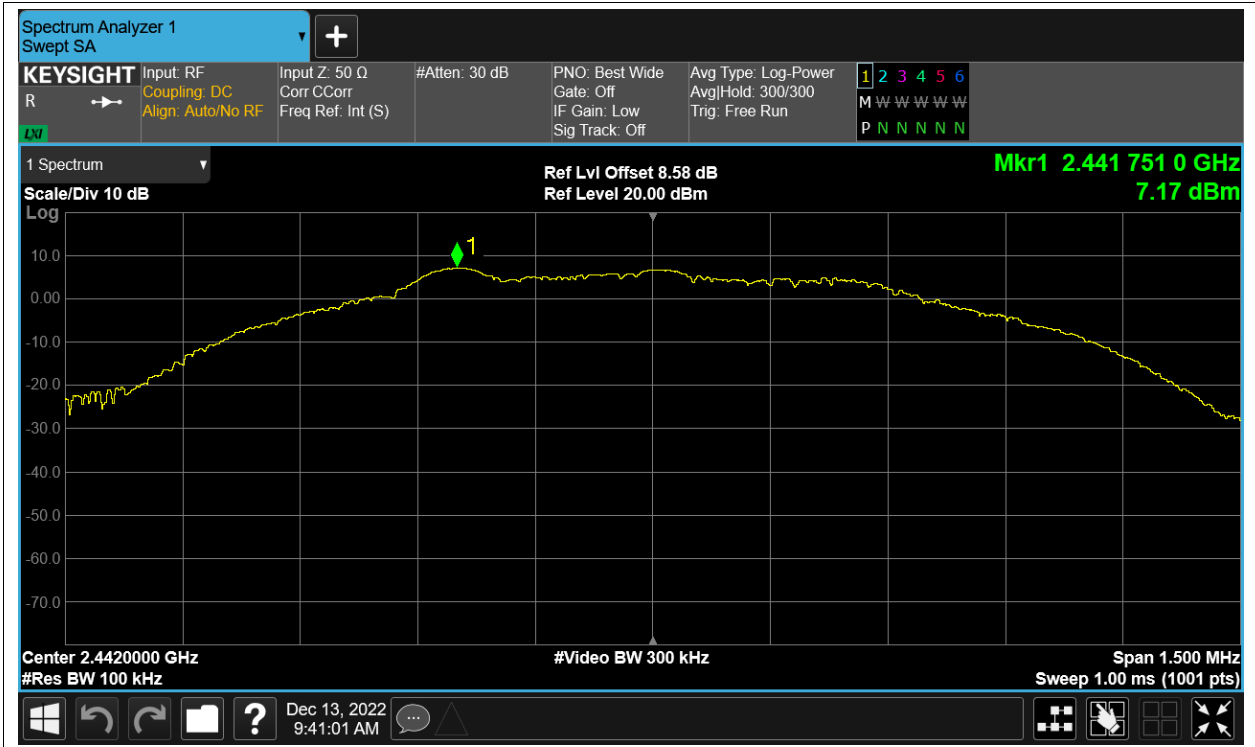 Spectrum Analyzer 1
Swept SA
+
KEYSIGHT
R
LXI
Input: RF
Coupling: DC
Align: Auto/No RF
Input Z: 50 Ω
Corr CCorr
Freq Ref: Int (S)
#Atten: 30 dB
PNO: Best Wide
Gate: Off
IF Gain: Low
Sig Track: Off
Avg Type: Log-Power
Avg|Hold: 300/300
Trig: Free Run
1 2 3 4 5 6
M W W W W W W
P N N N N N
1 Spectrum
Scale/Div 10 dB
Log
Ref Lvl Offset 8.58 dB
Ref Level 20.00 dBm
Mkr1 2.441 751 0 GHz
7.17 dBm
1
10.0
0.00
-10.0
-20.0
-30.0
-40.0
-50.0
-60.0
-70.0
Center 2.4420000 GHz
#Res BW 100 kHz
#Video BW 300 kHz
Span 1.500 MHz
Sweep 1.00 ms (1001 pts)
?
Dec 13, 2022
9:41:01 AM